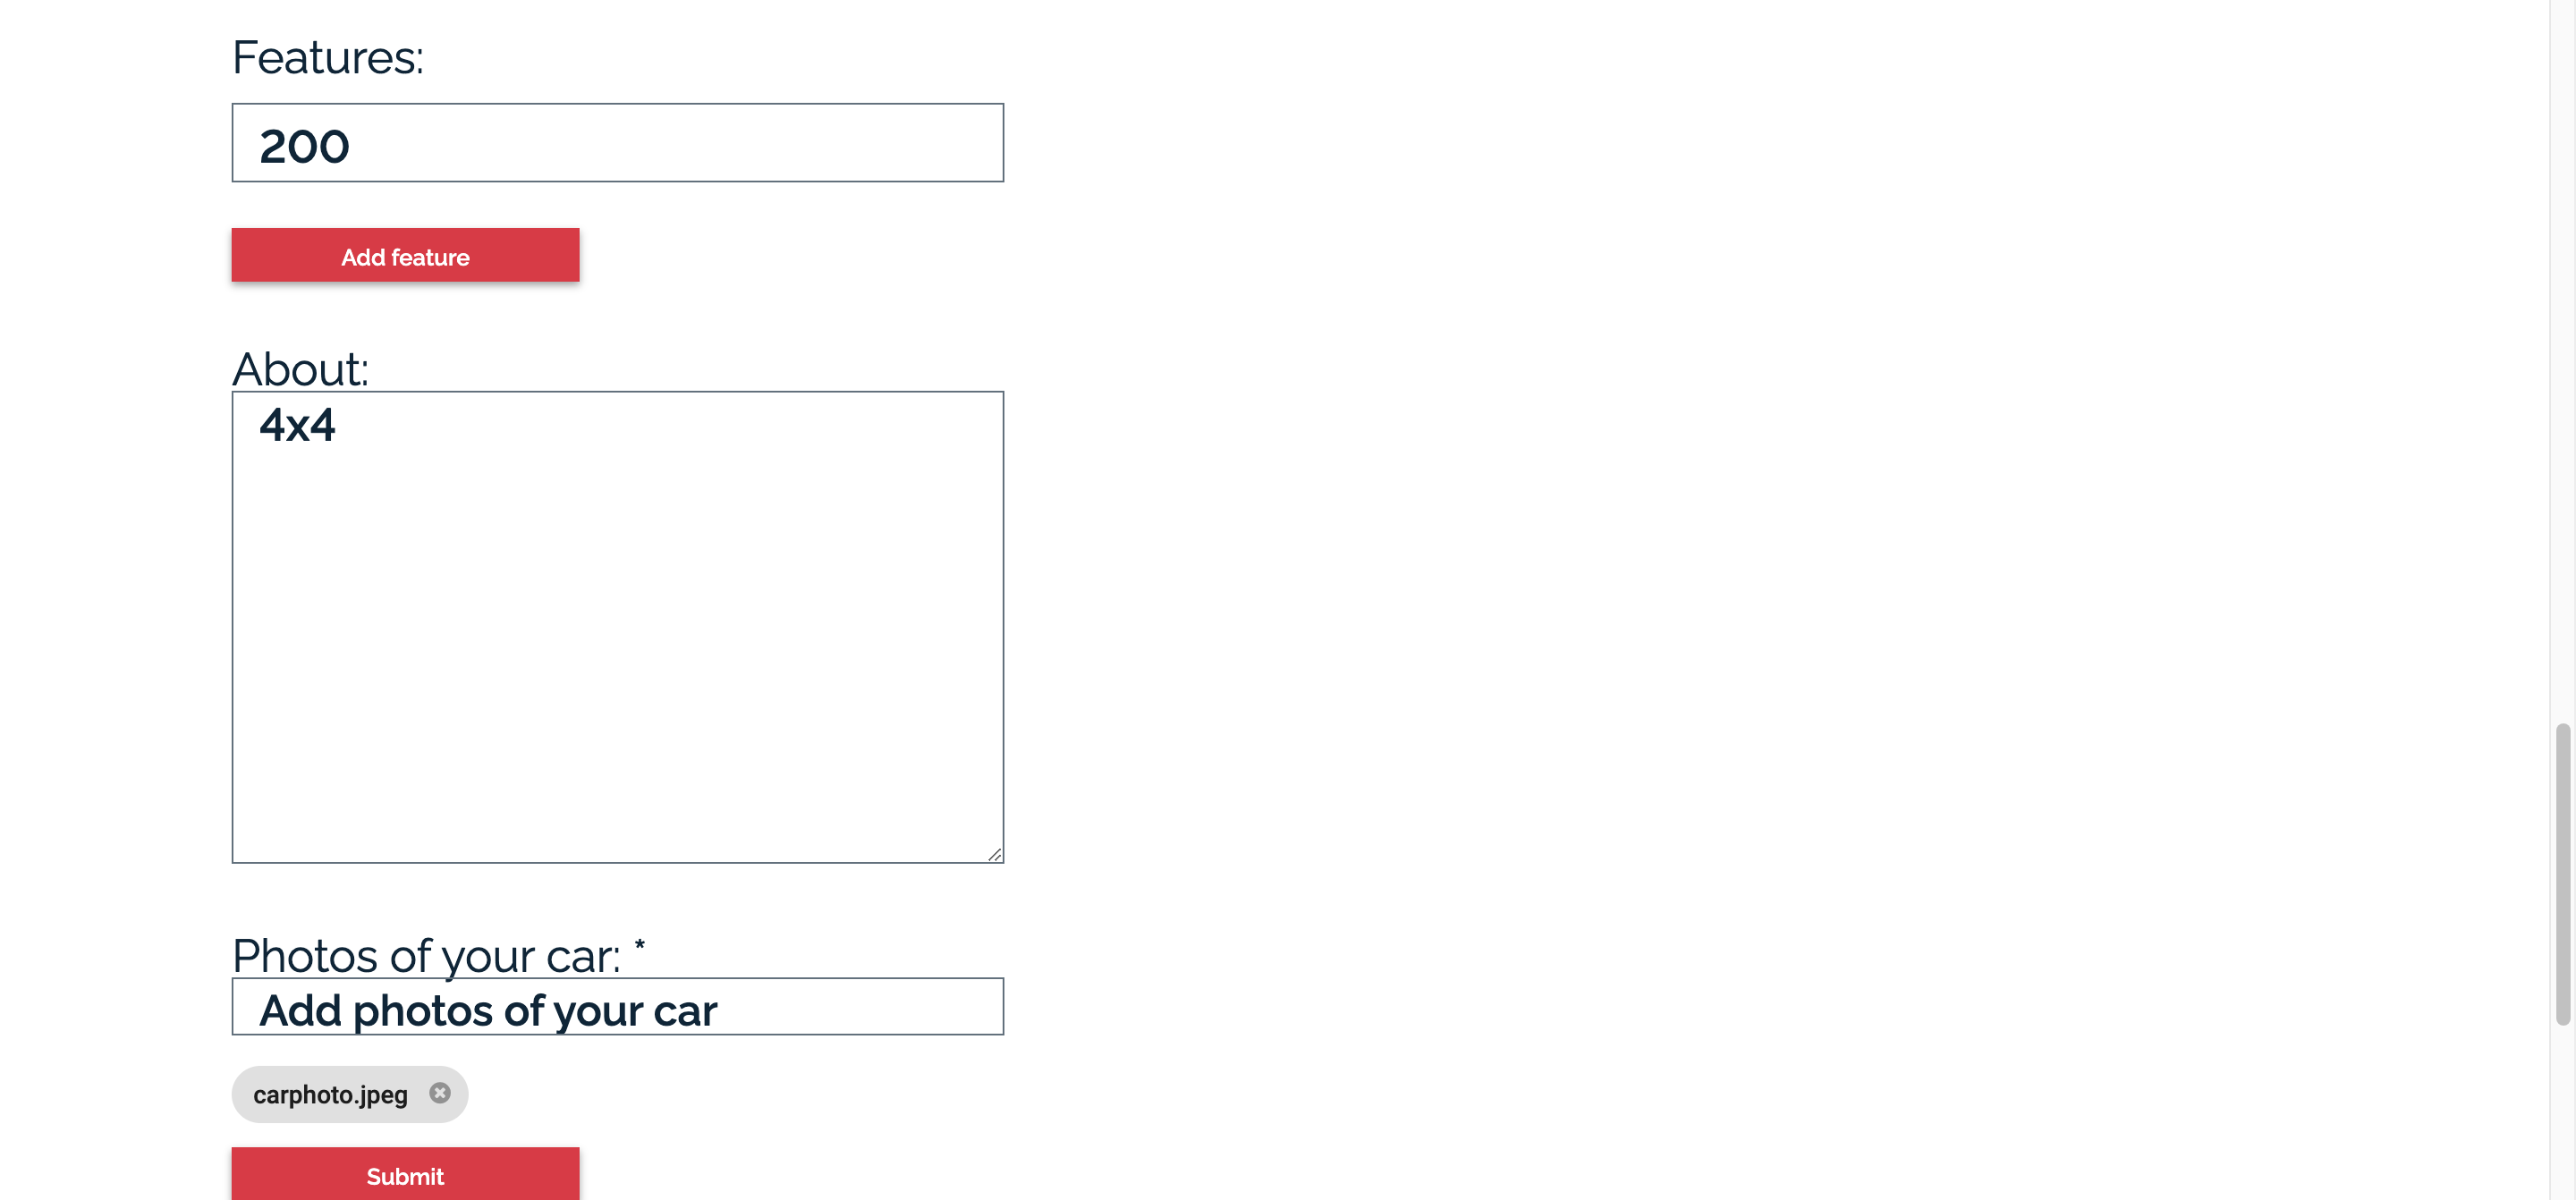 Features:
200
Add feature
About:
4x4
Photos of your car: *
Add photos of your car
carphoto.jpeg
Submit